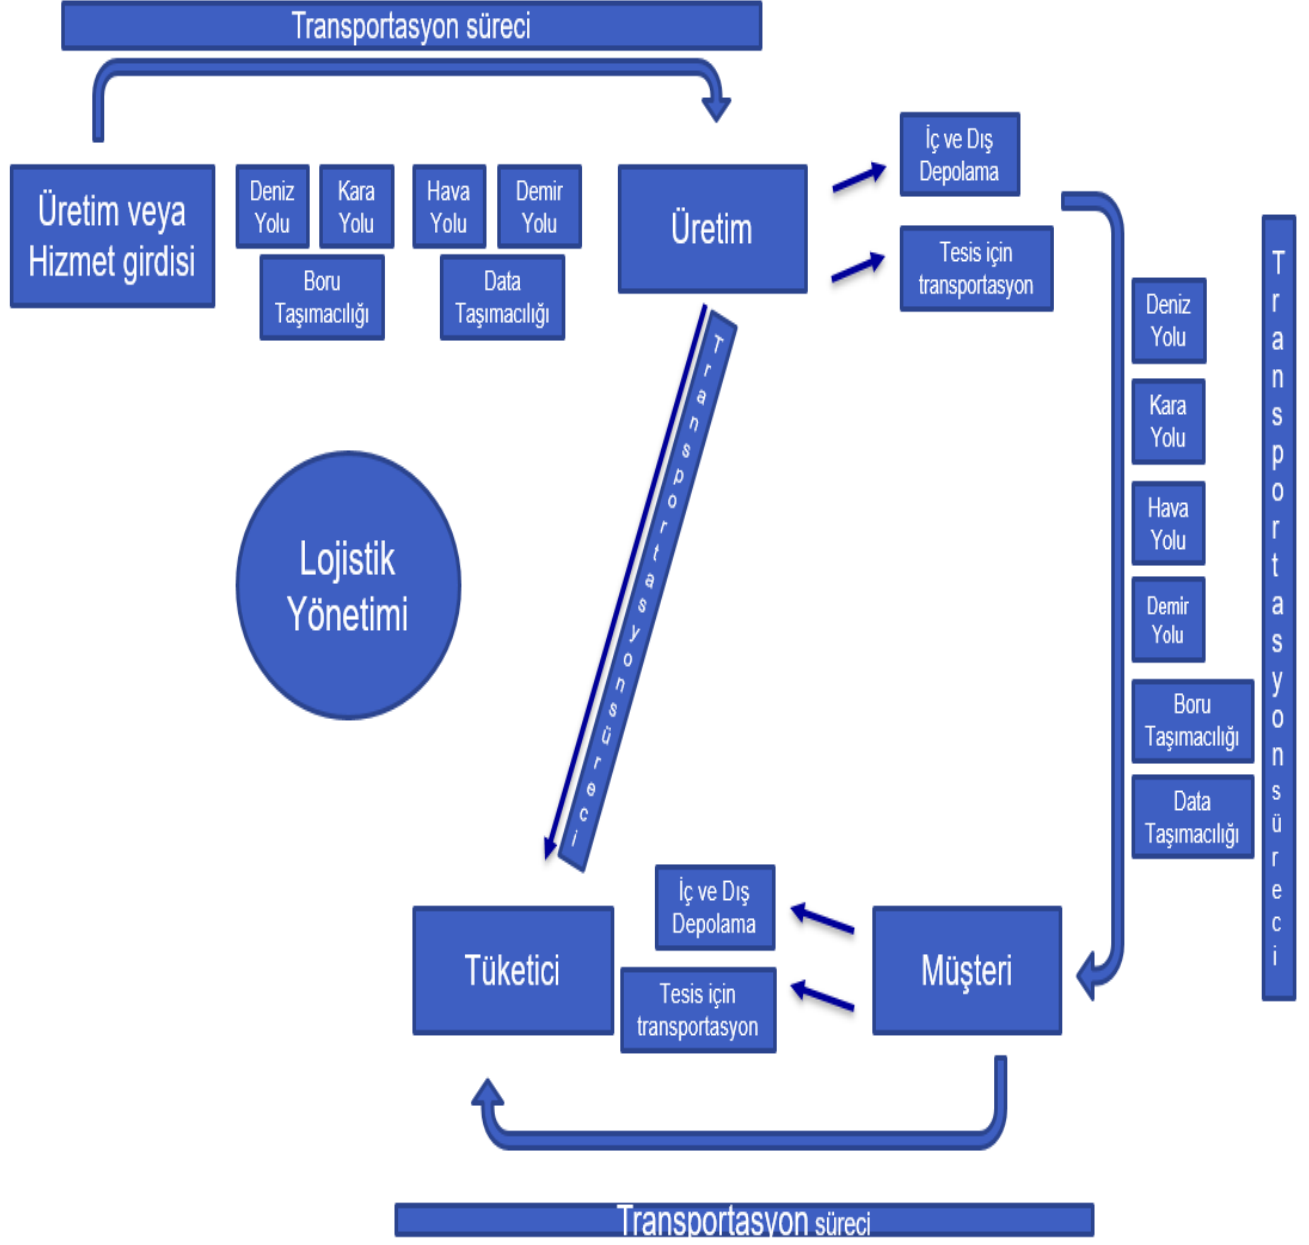 Transportasyon süreci
Üretim veya
Hizmet girdisi
Deniz
Yolu
Kara
Yolu
Hava
Yolu
Demir
Yolu
Boru
Taşımacılığı
Data
Taşımacılığı
Üretim
İç ve Dış
Depolama
Tesis için
transportasyon
Deniz
Yolu
Kara
Yolu
Hava
Yolu
Demir
Yolu
Boru
Taşımacılığı
Data
Taşımacılığı
Transportasyon süreci
Transportasyon süreci
Lojistik
Yönetimi
Tüketici
İç ve Dış
Depolama
Tesis için
transportasyon
Müşteri
Transportasyon süreci